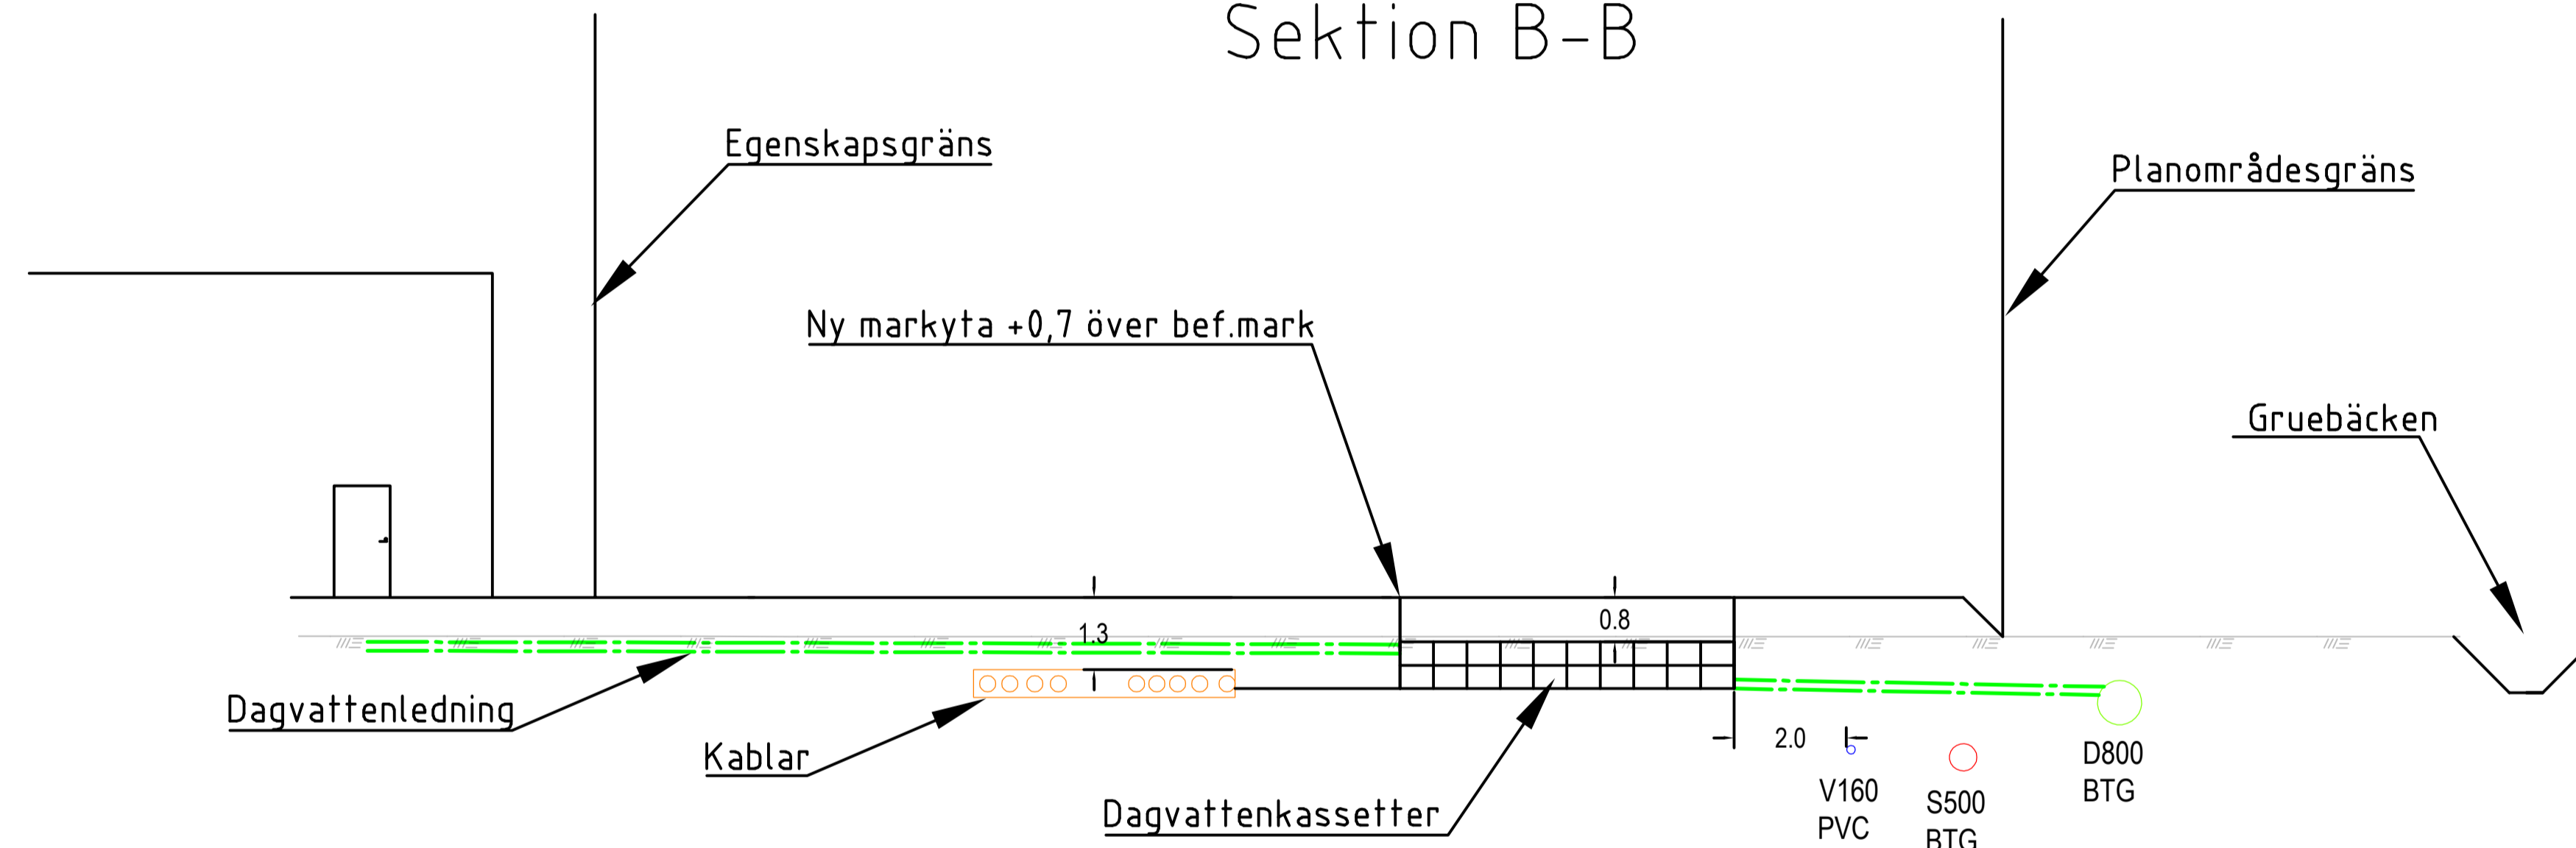 Sektion B-B
Egenskapsgräns
Planområdesgräns
Ny markyta +0,7 över bef.mark
Gruebäcken
1.3
0.8
Dagvattenledning
Kablar
2.0
Dagvattenkassetter
V160
PVC
S500
BTG
D800
BTG